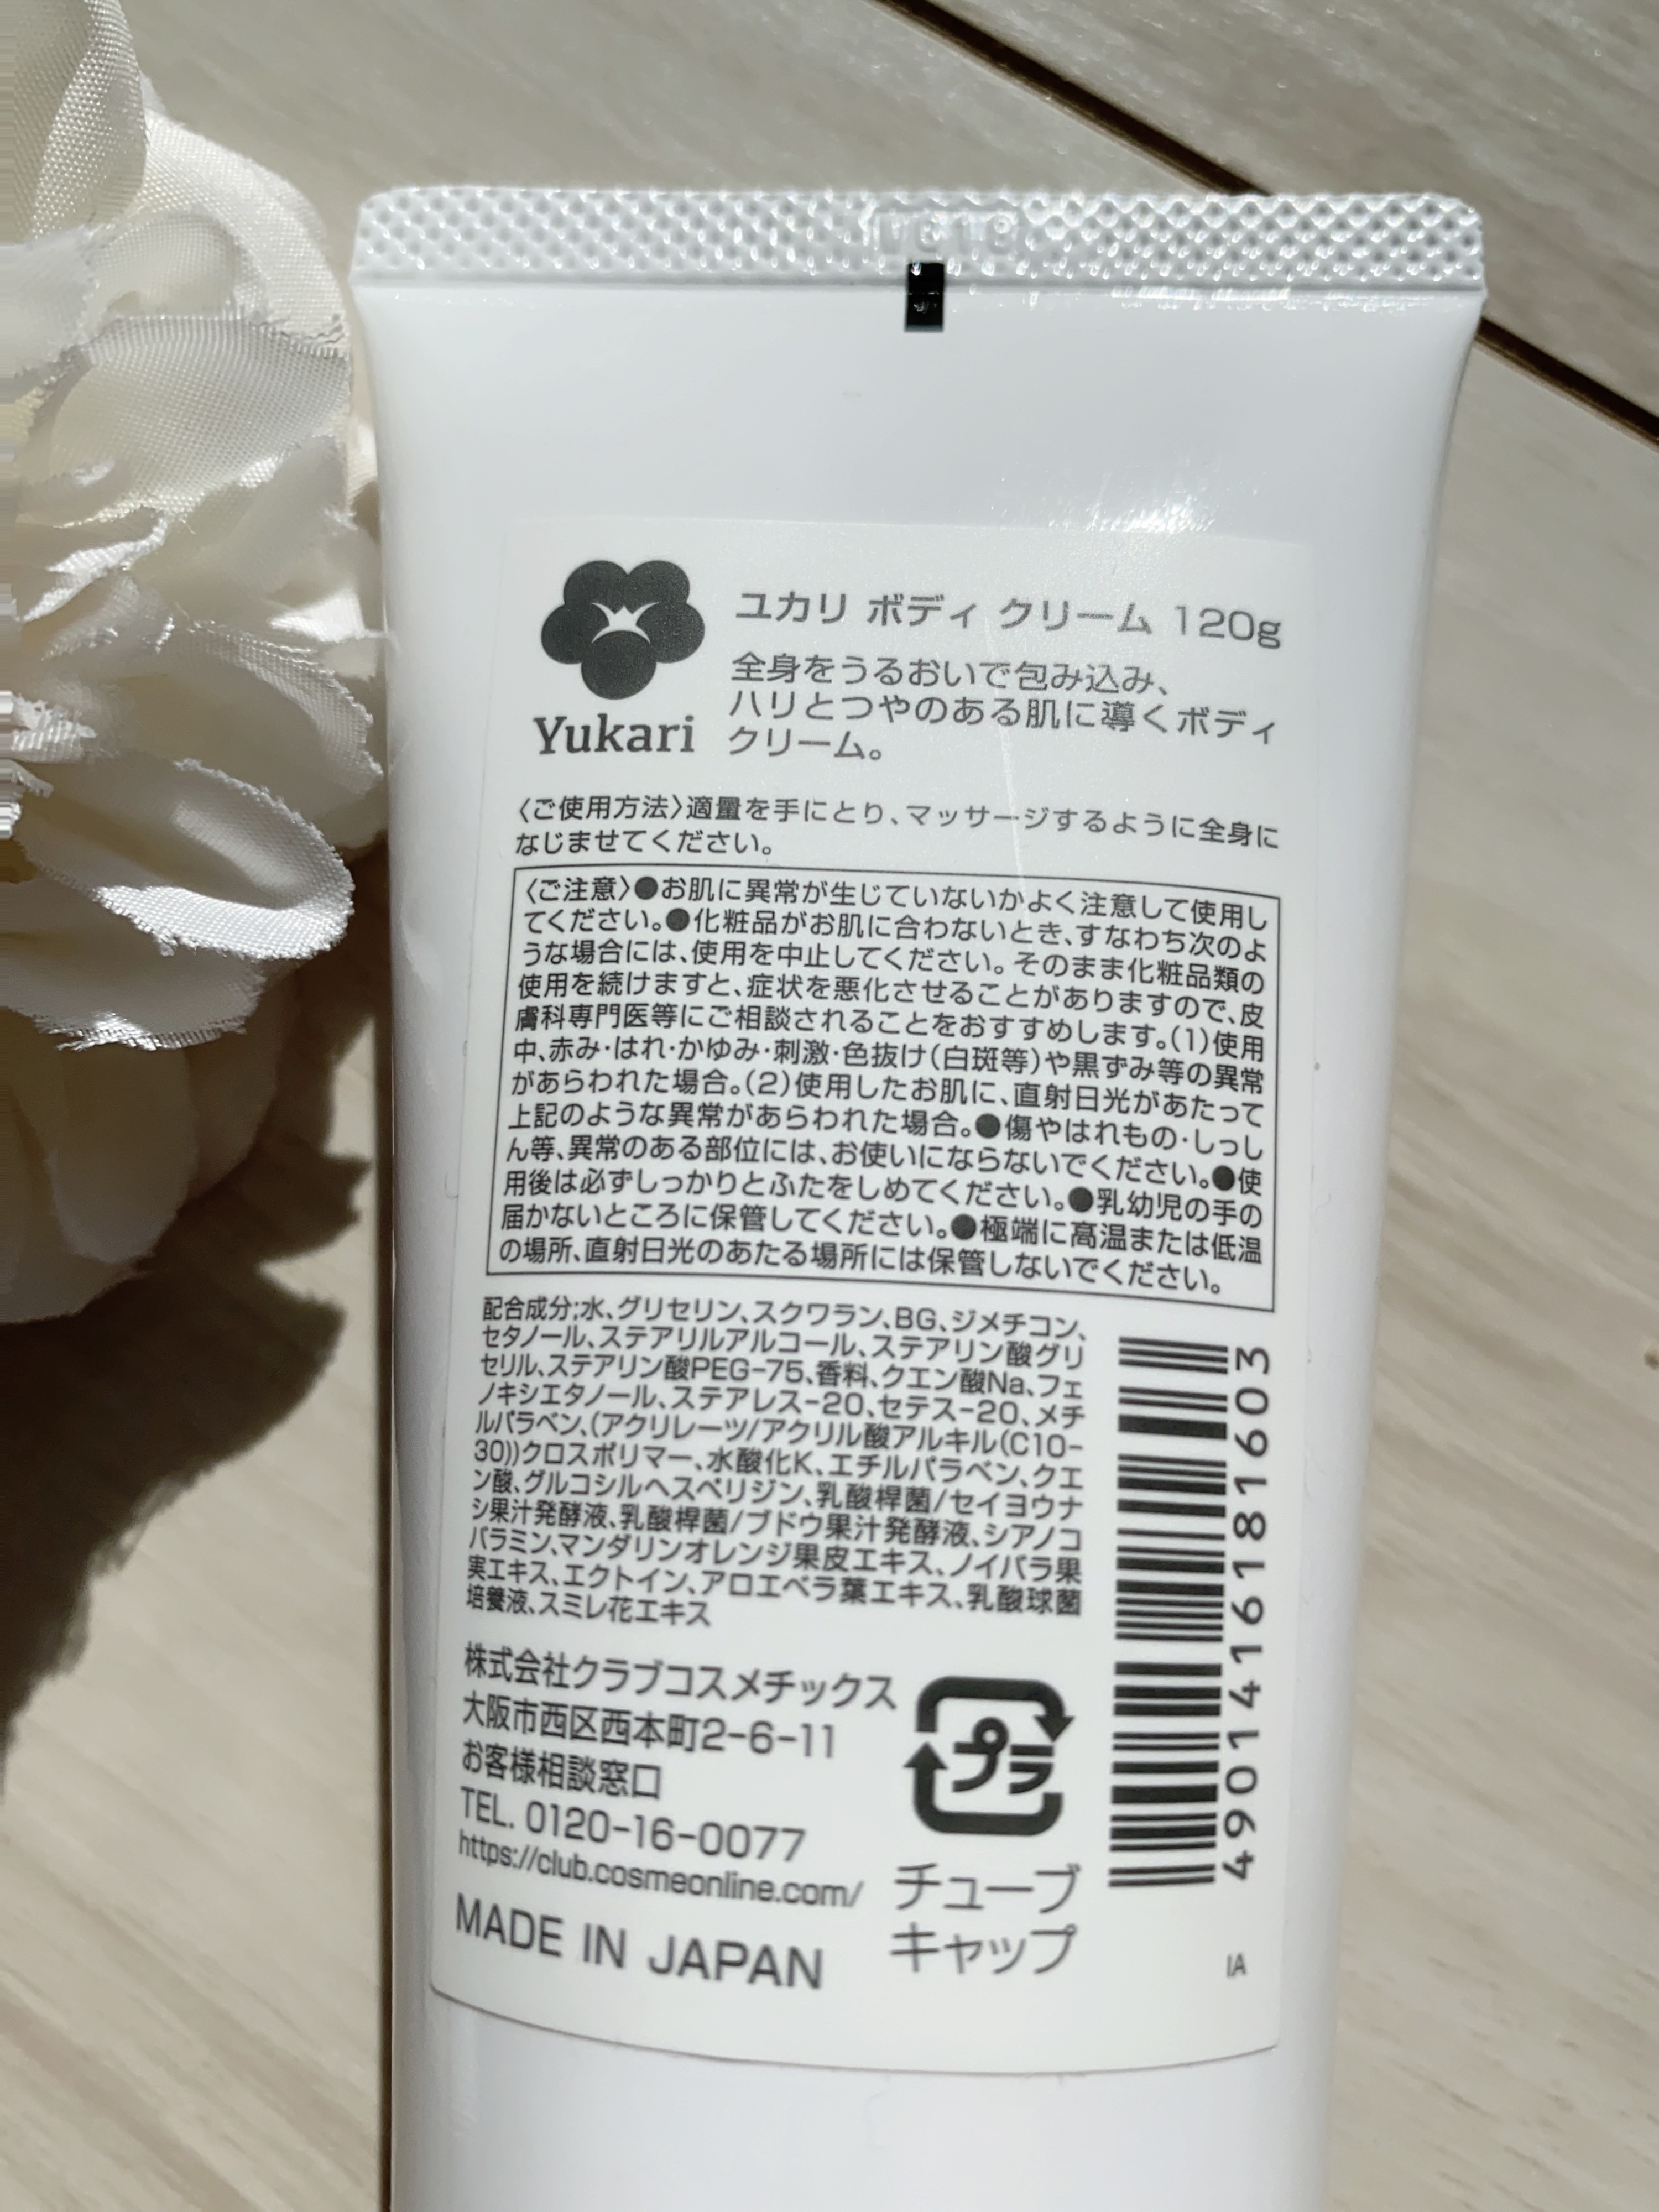 Yukari
ユカリ ボディ クリーム 120g
全身をうるおいで包み込み、
ハリとつやのある肌に導くボディ
クリーム。
〈ご使用方法〉適量を手にとり、マッサージするように全身に
なじませてください。
〈ご注意〉●お肌に異常が生じていないかよく注意して使用し
てください。●化粧品がお肌に合わないとき、すなわち次のよ
うな場合には、使用を中止してください。そのまま化粧品類の
使用を続けますと、症状を悪化させることがありますので、皮
膚科専門医等にご相談されることをおすすめします。(1)使用
中、赤み・はれ・かゆみ・刺激・色抜け(白斑等)や黒ずみ等の異常
があらわれた場合。(2)使用したお肌に、直射日光があたって
上記のような異常があらわれた場合。●傷やはれもの・しっし
ん等、異常のある部位には、お使いにならないでください。●使
用後は必ずしっかりとふたをしめてください。●乳幼児の手の
届かないところに保管してください。●極端に高温または低温
の場所、直射日光のあたる場所には保管しないでください。
配合成分;水、グリセリン、スクワラン、BG、ジメチコン、
セタノール、ステアリルアルコール、ステアリン酸グリ
セリル、ステアリン酸PEG-75、香料、クエン酸Na、フェ
ノキシエタノール、ステアレス-20、セテス-20、メチ
ルパラベン、(アクリレーツ/アクリル酸アルキル(C10-
30))クロスポリマー、水酸化K、エチルパラベン、クエ
ン酸、グルコシルヘスペリジン、乳酸桿菌/セイヨウナ
シ果汁発酵液、乳酸桿菌/ブドウ果汁発酵液、シアノコ
バラミン、マンダリンオレンジ果皮エキス、ノイバラ果
実エキス、エクトイン、アロエベラ葉エキス、乳酸球菌
培養液、スミレ花エキス
4901416181603
株式会社クラブコスメチックス
大阪市西区西本町2-6-11
お客様相談窓口
TEL. 0120-16-0077
https://club.cosmeonline.com/
MADE IN JAPAN
プラ
チューブ
キャップ
IA